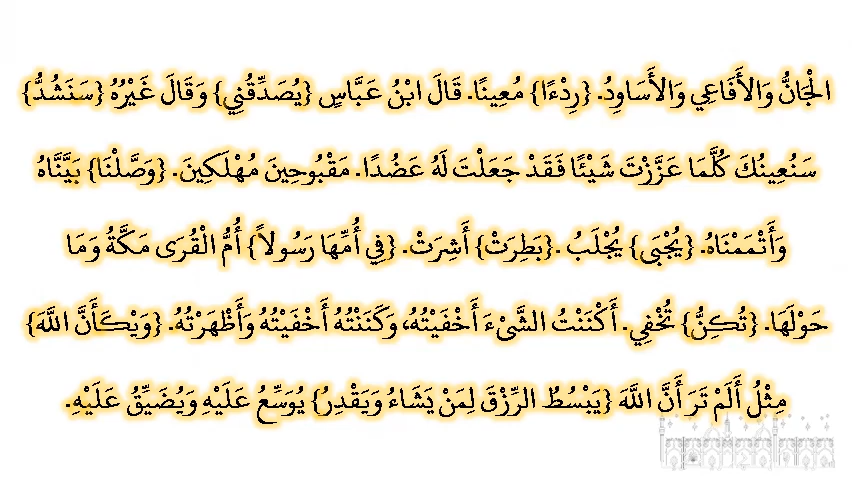 الْجَانُّ وَالأَفَاعِي وَالأَسَاوِدُ. {رِدْءًا} مُعِينًا. قَالَ ابْنُ عَبَّاسٍ {يُصَدِّقُنِي} وَقَالَ غَيْرُهُ {سَنَشُدُّ}
سَنُعِينُكَ كُلَّمَا عَزَّزْتَ شَيْئًا فَقَدْ جَعَلْتَ لَهُ عَضُدًا. مَقْبُوحِينَ مُهْلَكِينَ. {وَصَّلْنَا} بَيَّنَّاهُ
وَأَتْمَمْنَاهُ. {يُجْبَى} يُجْلَبُ .{بَطِرَتْ} أَشِرَتْ. {فِي أُمِّهَا رَسُولاً} أُمُّ الْقُرَى مَكَّةُ وَمَا
حَوْلَهَا. {تُكِنُّ} تُخْفِي. أَكْنَنْتُ الشَّىْءَ أَخْفَيْتُهُ، وَكَنَنْتُهُ أَخْفَيْتُهُ وَأَظْهَرْتُهُ. {وَيْكَأَنَّ اللَّهَ}
مِثْلُ أَلَمْ تَرَ أَنَّ اللَّهَ {يَبْسُطُ الرِّزْقَ لِمَنْ يَشَاءُ وَيَقْدِرُ} يُوَسِّعُ عَلَيْهِ وَيُضَيِّقُ عَلَيْهِ.